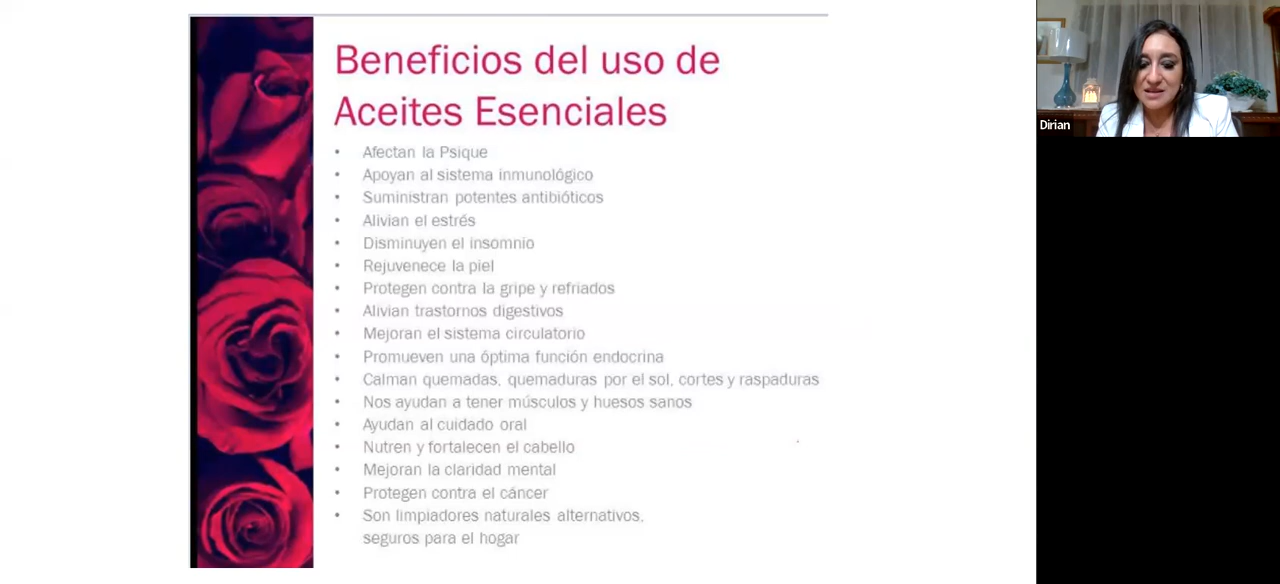 Beneficios del uso de
Aceites Esenciales
• Afectan la Psique
• Apoyan al sistema inmunológico
• Suministran potentes antibióticos
• Alivian el estrés
• Disminuyen el insomnio
• Rejuvenece la piel
• Protegen contra la gripe y refriados
• Alivian trastornos digestivos
• Mejoran el sistema circulatorio
• Promueven una óptima función endocrina
• Calman quemadas, quemaduras por el sol, cortes y raspaduras
• Nos ayudan a tener músculos y huesos sanos
• Ayudan al cuidado oral
• Nutren y fortalecen el cabello
• Mejoran la claridad mental
• Protegen contra el cáncer
• Son limpiadores naturales alternativos,
seguros para el hogar
Dirian